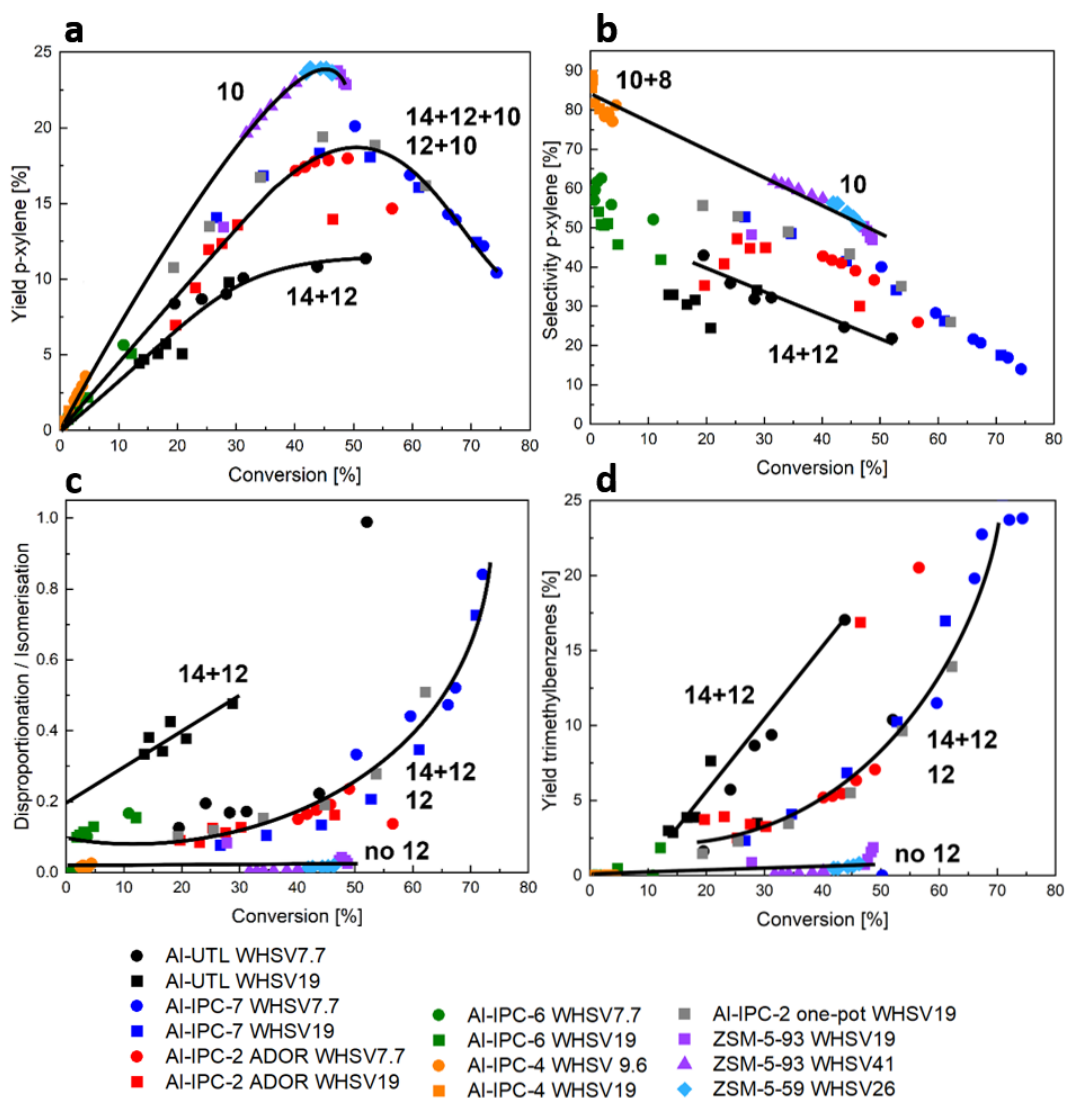 a
b
25
20
15
10
5
0
Yield p-xylene [%]
10
14+12+10
12+10
14+12
0 10 20 30 40 50 60 70 80
Conversion [%]
90
80
70
60
50
40
30
20
10
0
Selectivity p-xylene [%]
10+8
10
14+12
0 10 20 30 40 50 60 70 80
Conversion [%]
c
d
1.0
0.8
0.6
0.4
0.2
0.0
Disproportionation / Isomerisation
14+12
14+12
12
no 12
0 10 20 30 40 50 60 70 80
Conversion [%]
25
20
15
10
5
0
Yield trimethylbenzenes [%]
14+12
14+12
12
no 12
0 10 20 30 40 50 60 70 80
Conversion [%]
Al-UTL WHSV7.7
Al-UTL WHSV19
Al-IPC-7 WHSV7.7
Al-IPC-7 WHSV19
Al-IPC-2 ADOR WHSV7.7
Al-IPC-2 ADOR WHSV19
Al-IPC-6 WHSV7.7
Al-IPC-6 WHSV19
Al-IPC-4 WHSV 9.6
Al-IPC-4 WHSV19
Al-IPC-2 one-pot WHSV19
ZSM-5-93 WHSV19
ZSM-5-93 WHSV41
ZSM-5-59 WHSV26